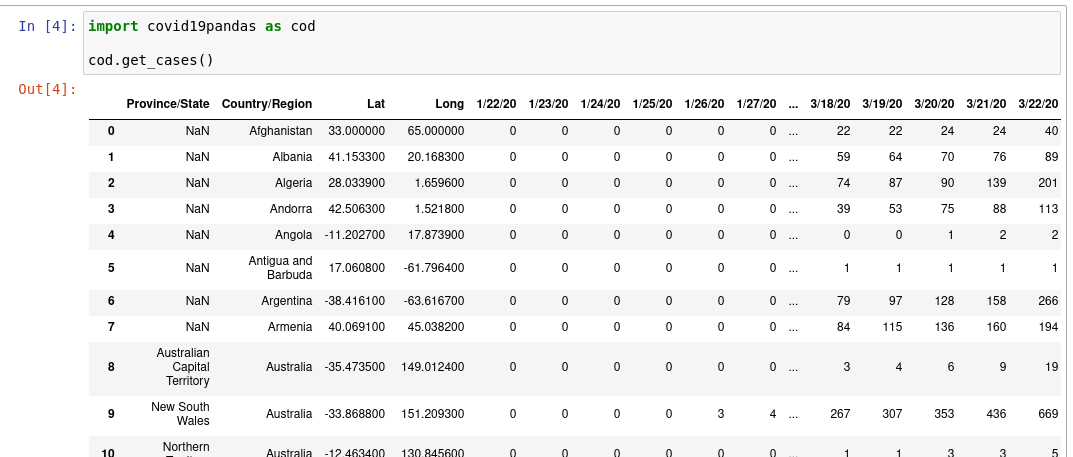 In [4]: import covid19pandas as cod
cod.get_cases()
Out[4]:
Province/State Country/Region Lat Long 1/22/20 1/23/20 1/24/20 1/25/20 1/26/20 1/27/20 ... 3/18/20 3/19/20 3/20/20 3/21/20 3/22/20
0 NaN Afghanistan 33.000000 65.000000 0 0 0 0 0 0 ... 22 22 24 24 40
1 NaN Albania 41.153300 20.168300 0 0 0 0 0 0 ... 59 64 70 76 89
2 NaN Algeria 28.033900 1.659600 0 0 0 0 0 0 ... 74 87 90 139 201
3 NaN Andorra 42.506300 1.521800 0 0 0 0 0 0 ... 39 53 75 88 113
4 NaN Angola -11.202700 17.873900 0 0 0 0 0 0 ... 0 0 1 2 2
5 NaN Antigua and
Barbuda 17.060800 -61.796400 0 0 0 0 0 0 ... 1 1 1 1 1
6 NaN Argentina -38.416100 -63.616700 0 0 0 0 0 0 ... 79 97 128 158 266
7 NaN Armenia 40.069100 45.038200 0 0 0 0 0 0 ... 84 115 136 160 194
Australian
Capital
Territory
8 Australia -35.473500 149.012400 0 0 0 0 0 0 ... 3 4 6 9 19
New South
Wales
9 Australia -33.868800 151.209300 0 0 0 0 3 4 ... 267 307 353 436 669
Northern
10 Australia -12.463400 130.845600 0 0 0 0 0 0 ... 1 1 3 3 5